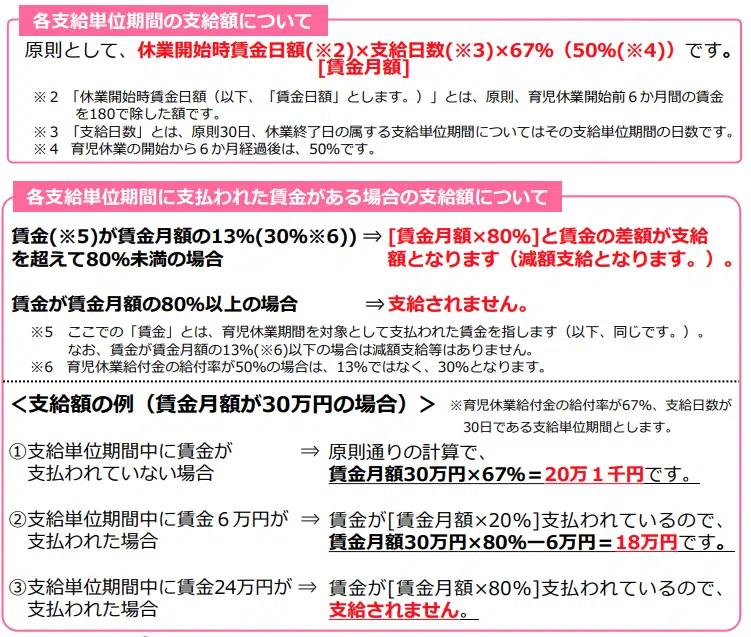 各支給単位期間の支給額について
原則として、休業開始時賃金日額(※2)×支給日数(※3)×67%（50%(※4)）です。
[賃金月額]
※２ 「休業開始時賃金日額（以下、「賃金日額」とします。）」とは、原則、育児休業開始前６か月間の賃金
を180で除した額です。
※３ 「支給日数」とは、原則30日、休業終了日の属する支給単位期間についてはその支給単位期間の日数です。
※４ 育児休業の開始から６か月経過後は、50%です。
各支給単位期間に支払われた賃金がある場合の支給額について
賃金(※5)が賃金月額の13%(30%※6)) ⇒ [賃金月額×80%]と賃金の差額が支給
を超えて80%未満の場合 額となります（減額支給となります。）。
賃金が賃金月額の80%以上の場合 ⇒支給されません。
※5 ここでの「賃金」とは、育児休業期間を対象として支払われた賃金を指します（以下、同じです。）。
なお、賃金が賃金月額の13%(※6)以下の場合は減額支給等はありません。
※6 育児休業給付金の給付率が50%の場合は、13%ではなく、30%となります。
＜支給額の例（賃金月額が30万円の場合）＞ ※育児休業給付金の給付率が67%、支給日数が
30日である支給単位期間とします。
①支給単位期間中に賃金が ⇒ 原則通りの計算で、
支払われていない場合 賃金月額30万円×67%＝20万１千円です。
②支給単位期間中に賃金６万円が ⇒ 賃金が[賃金月額×20%]支払われているので、
支払われた場合 賃金月額30万円×80%ー6万円＝18万円です。
③支給単位期間中に賃金24万円が ⇒ 賃金が[賃金月額×80%]支払われているので、
支払われた場合 支給されません。